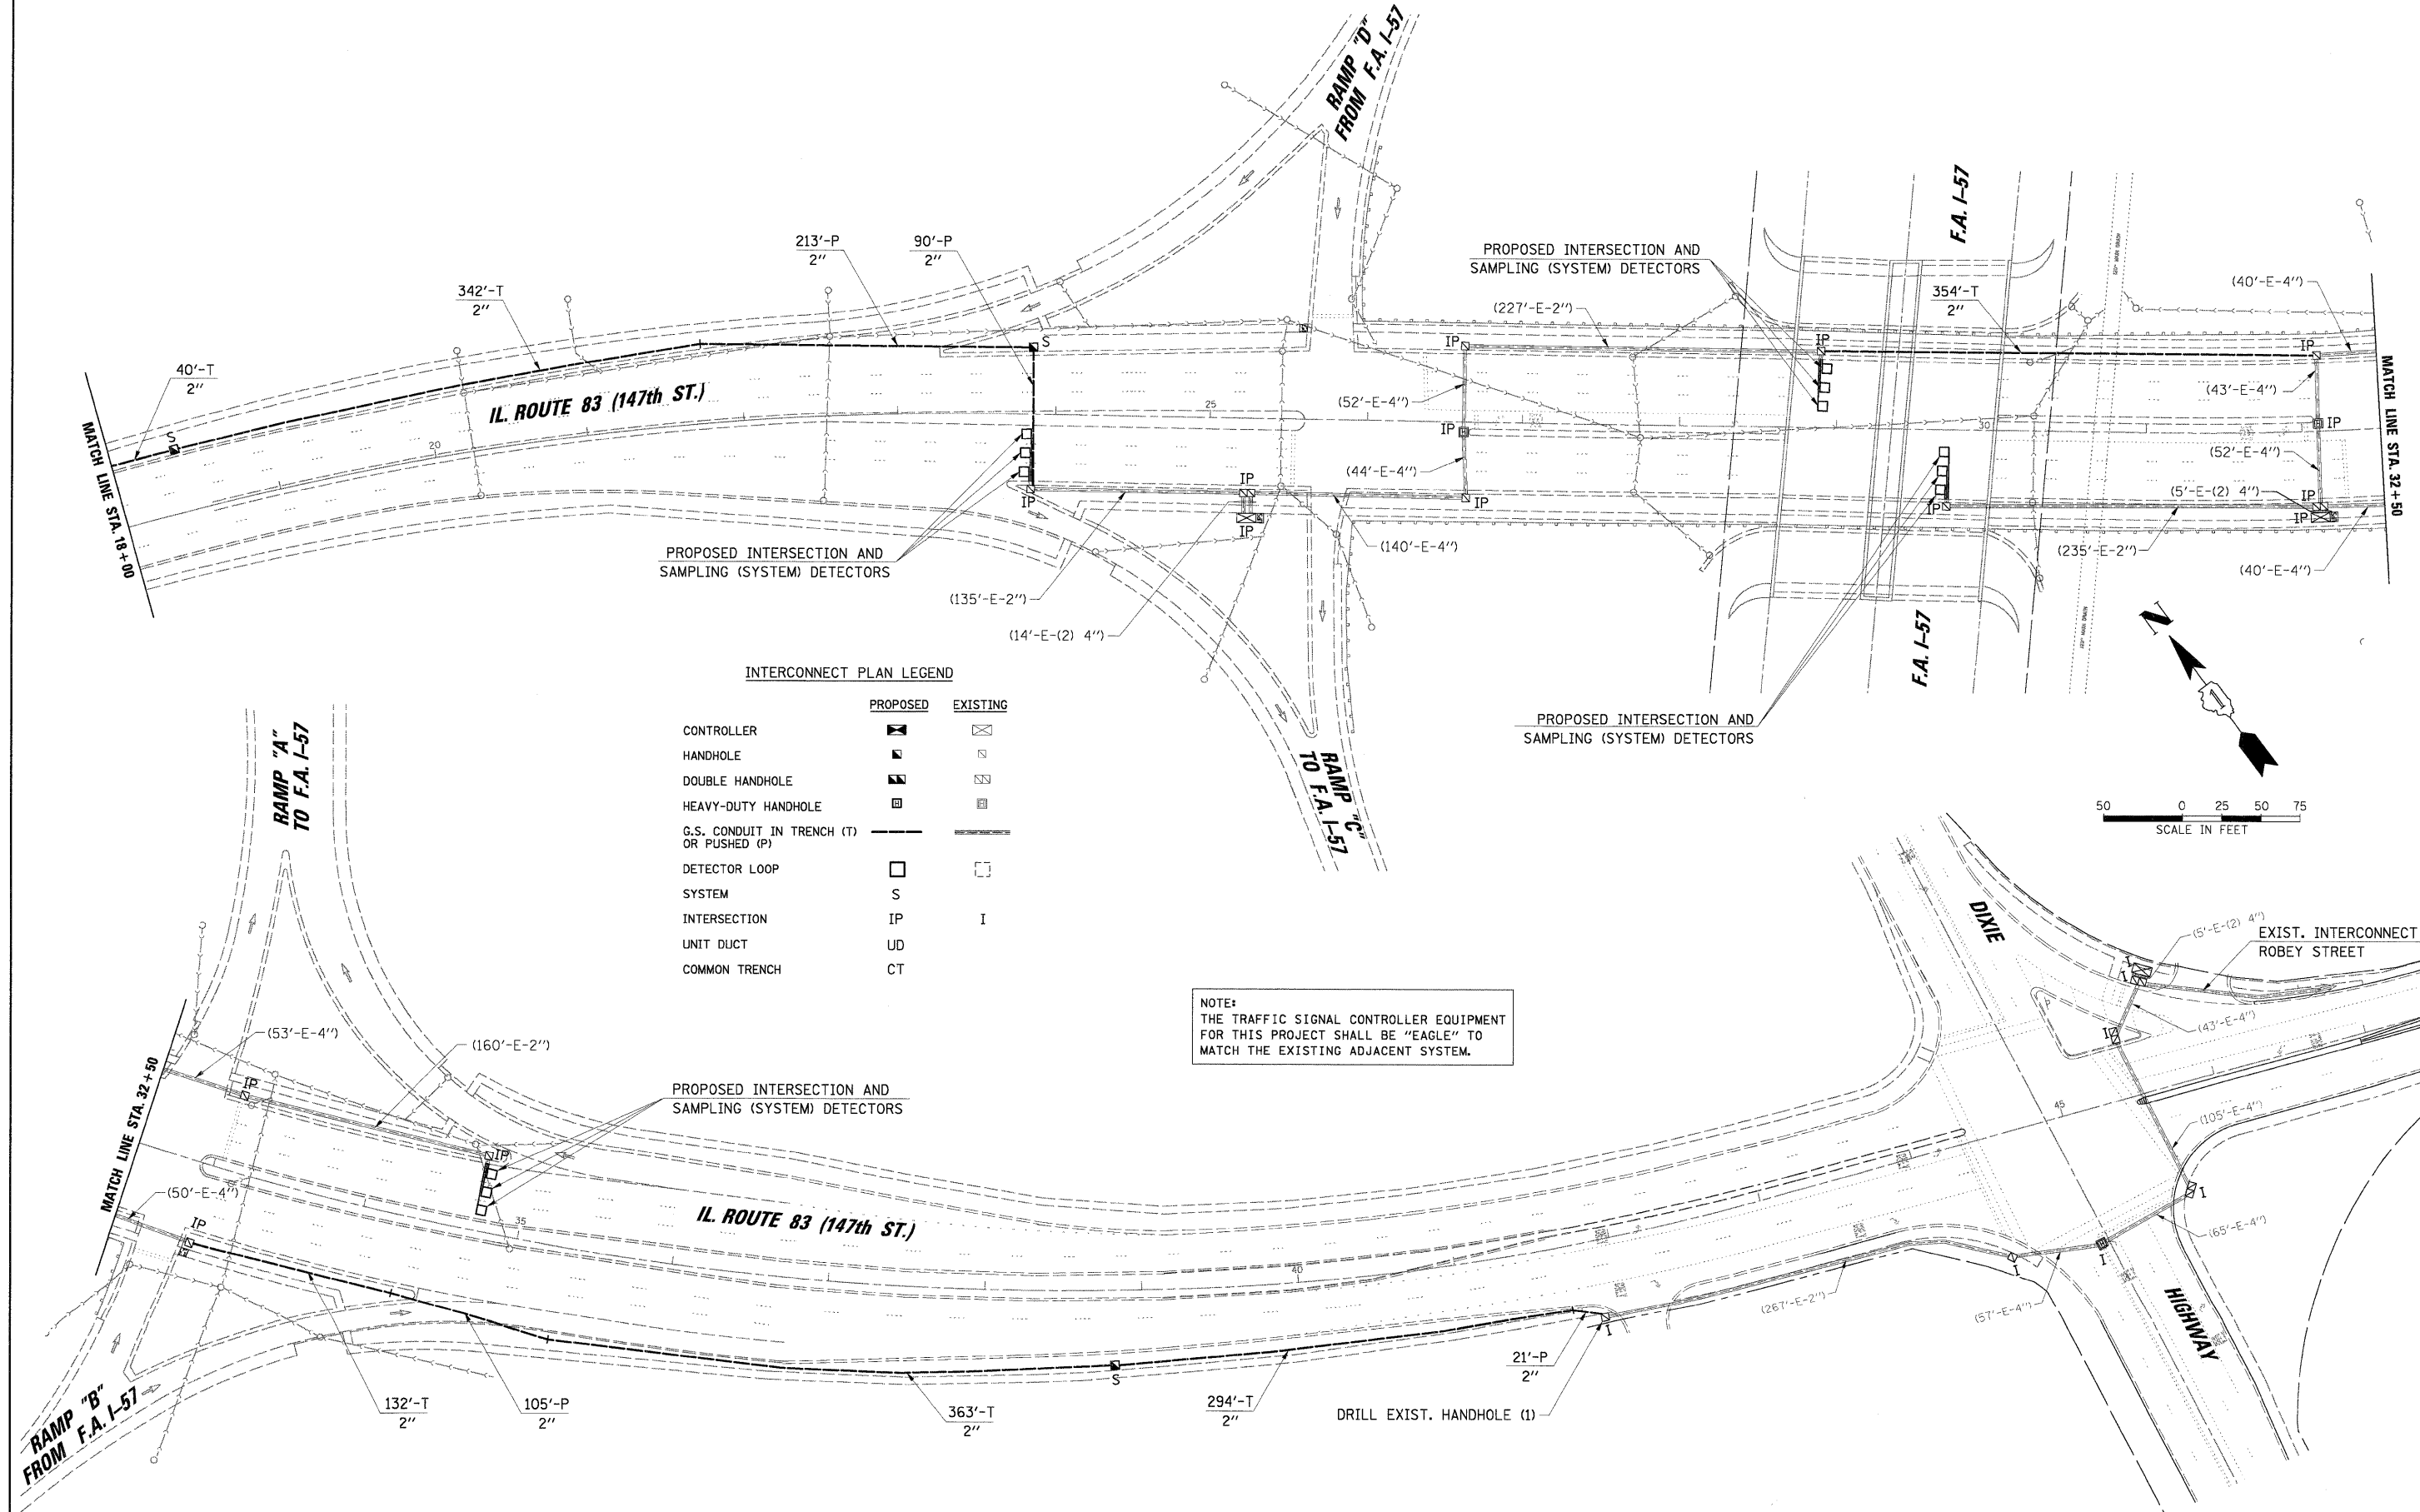 RAMP "D"
FROM F.A. I-57
F.A. I-57
213'-P
2"
90'-P
2"
342'-T
2"
40'-T
2"
S
IL. ROUTE 83 (147th ST.)
20
25
30
MATCH LINE STA. 18+00
S
IP
PROPOSED INTERSECTION AND
SAMPLING (SYSTEM) DETECTORS
(227'-E-2")
354'-T
2"
(40'-E-4")
IP
IP
IP
(52'-E-4")
(43'-E-4")
IP
IP
(44'-E-4")
(52'-E-4")
IP
IP
IP
IP
(5'-E-(2) 4")
IP
IP
MATCH LINE STA. 32+50
PROPOSED INTERSECTION AND
SAMPLING (SYSTEM) DETECTORS
(140'-E-4")
(235'-E-2")
(40'-E-4")
(135'-E-2")
(14'-E-(2) 4")
F.A. I-57
N
PROPOSED INTERSECTION AND
SAMPLING (SYSTEM) DETECTORS
RAMP "C"
TO F.A. I-57
50 0 25 50 75
SCALE IN FEET
INTERCONNECT PLAN LEGEND
PROPOSED EXISTING
CONTROLLER
HANDHOLE
DOUBLE HANDHOLE
HEAVY-DUTY HANDHOLE H H
G.S. CONDUIT IN TRENCH (T)
OR PUSHED (P)
DETECTOR LOOP
SYSTEM S
INTERSECTION IP I
UNIT DUCT UD
COMMON TRENCH CT
NOTE:
THE TRAFFIC SIGNAL CONTROLLER EQUIPMENT
FOR THIS PROJECT SHALL BE "EAGLE" TO
MATCH THE EXISTING ADJACENT SYSTEM.
RAMP "A"
TO F.A. I-57
MATCH LINE STA. 32+50
(53'-E-4")
(160'-E-2")
IP
PROPOSED INTERSECTION AND
SAMPLING (SYSTEM) DETECTORS
IP
(50'-E-4")
IP
35
IL. ROUTE 83 (147th ST.)
40
45
RAMP "B"
FROM F.A. I-57
132'-T
2"
105'-P
2"
363'-T
2"
S
294'-T
2"
21'-P
2"
DRILL EXIST. HANDHOLE (1)
I
(267'-E-2")
(57'-E-4")
I
I
(65'-E-4")
I
(105'-E-4")
(43'-E-4")
I
I
I
(5'-E-(2) 4")
EXIST. INTERCONNECT
ROBEY STREET
DIXIE
HIGHWAY